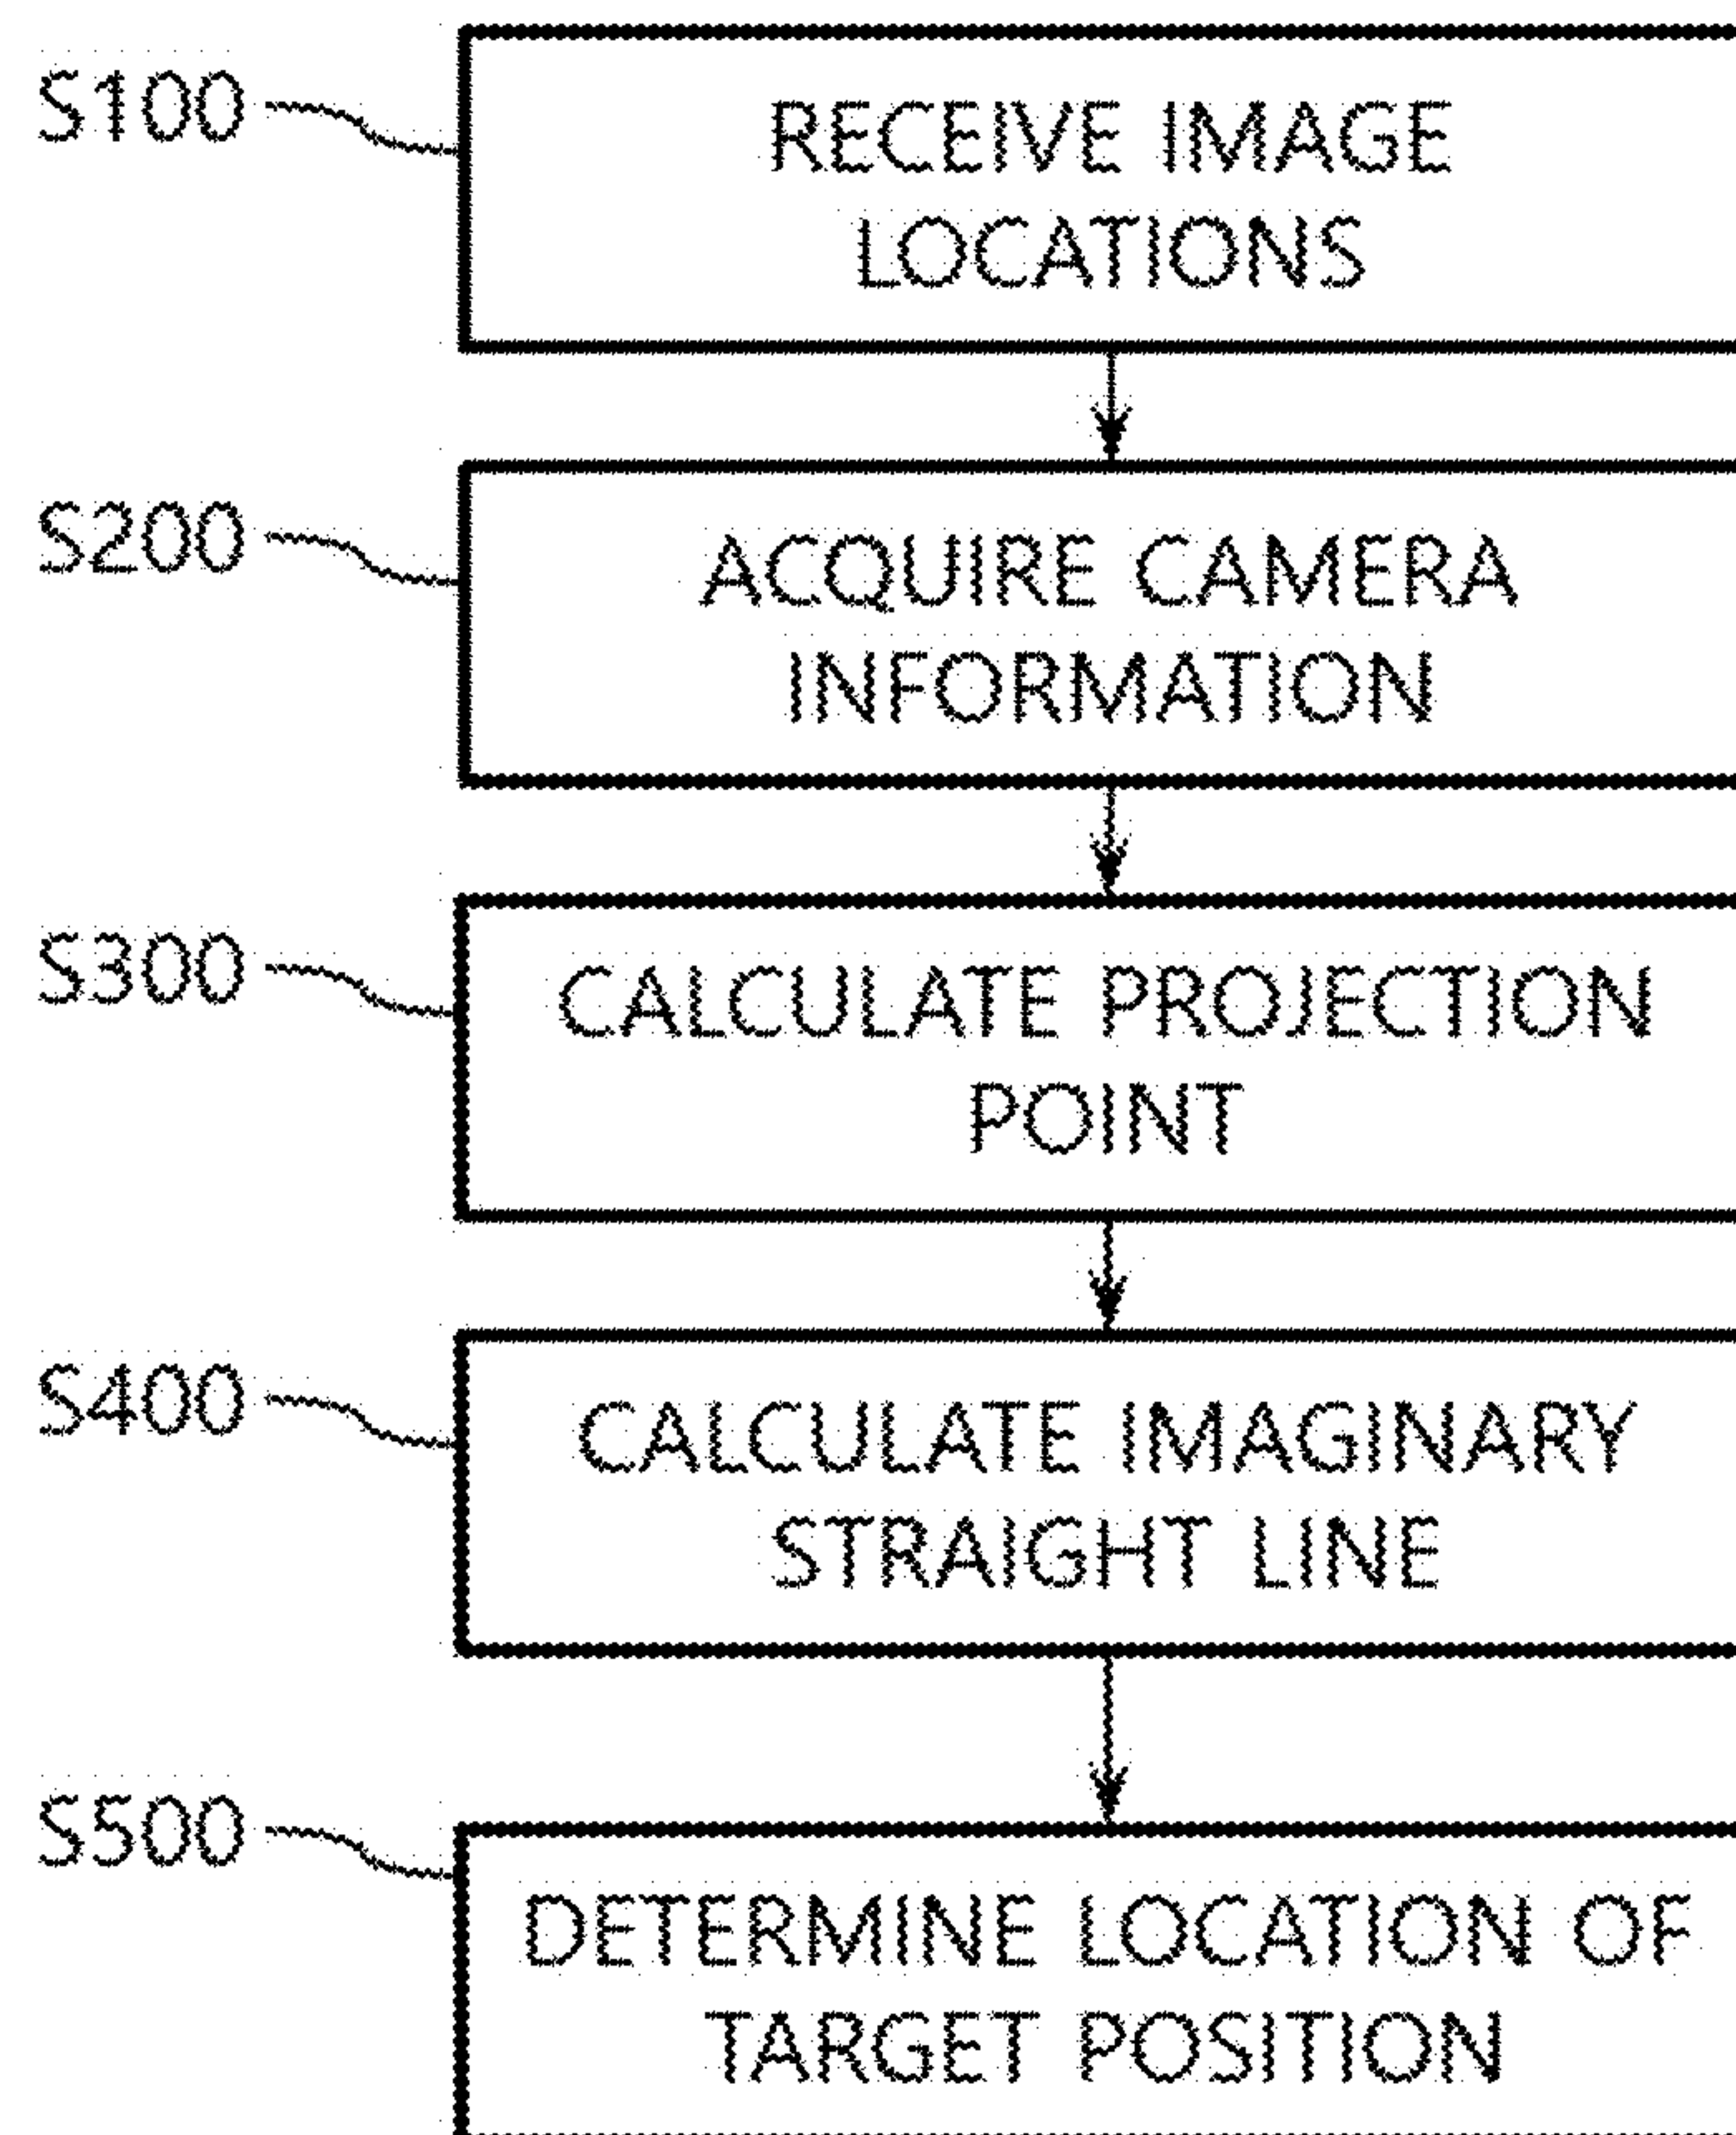 S100
RECEIVE IMAGE
LOCATIONS
S200
ACQUIRE CAMERA
INFORMATION
S300
CALCULATE PROJECTION
POINT
S400
CALCULATE IMAGINARY
STRAIGHT LINE
S500
DETERMINE LOCATION OF
TARGET POSITION